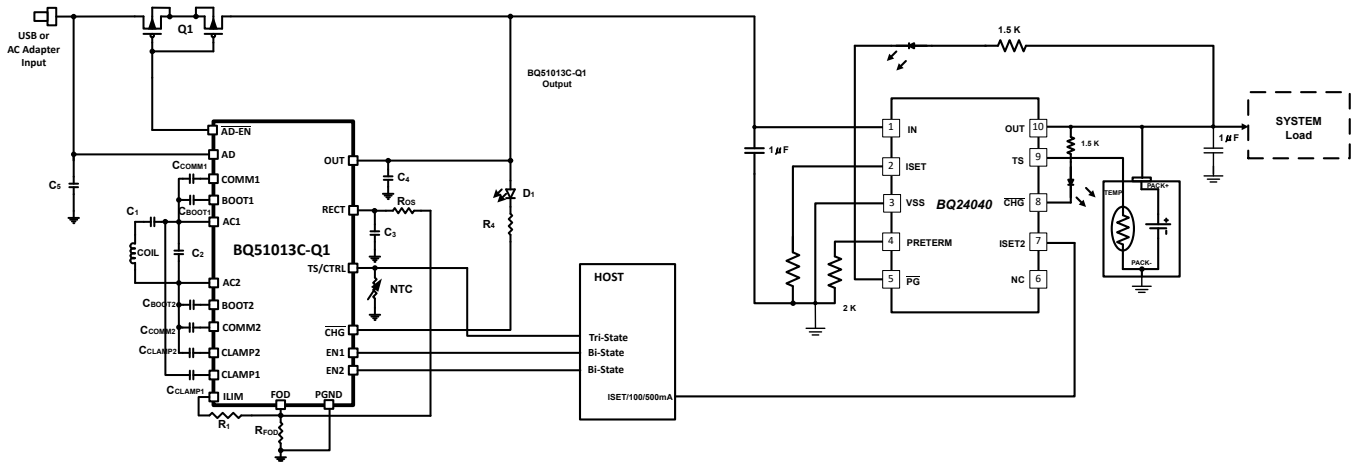 USB or
AC Adapter
Input
Q1
BQ51013C-Q1
Output
C5
AD-EN
AD
CCOMM1
COMM1
BOOT1
CBOOT1
C1
AC1
COIL
C2
BQ51013C-Q1
AC2
CBOOT2
BOOT2
CCOMM2
COMM2
CCLAMP2
CLAMP2
CLAMP1
CCLAMP1
ILIM
FOD
PGND
R1
RFOD
OUT
C4
D1
RECT
ROS
C3
R4
TS/CTRL
NTC
CHG
EN1
EN2
HOST
Tri-State
Bi-State
Bi-State
ISET/100/500mA
1.5 K
1 µF
1
IN
2
ISET
3
VSS
4
PRETERM
5
PG
2 K
BQ24040
OUT
10
TS
9
CHG
8
ISET2
7
NC
6
1.5 K
TEMP
PACK+
PACK-
1 µF
SYSTEM
Load